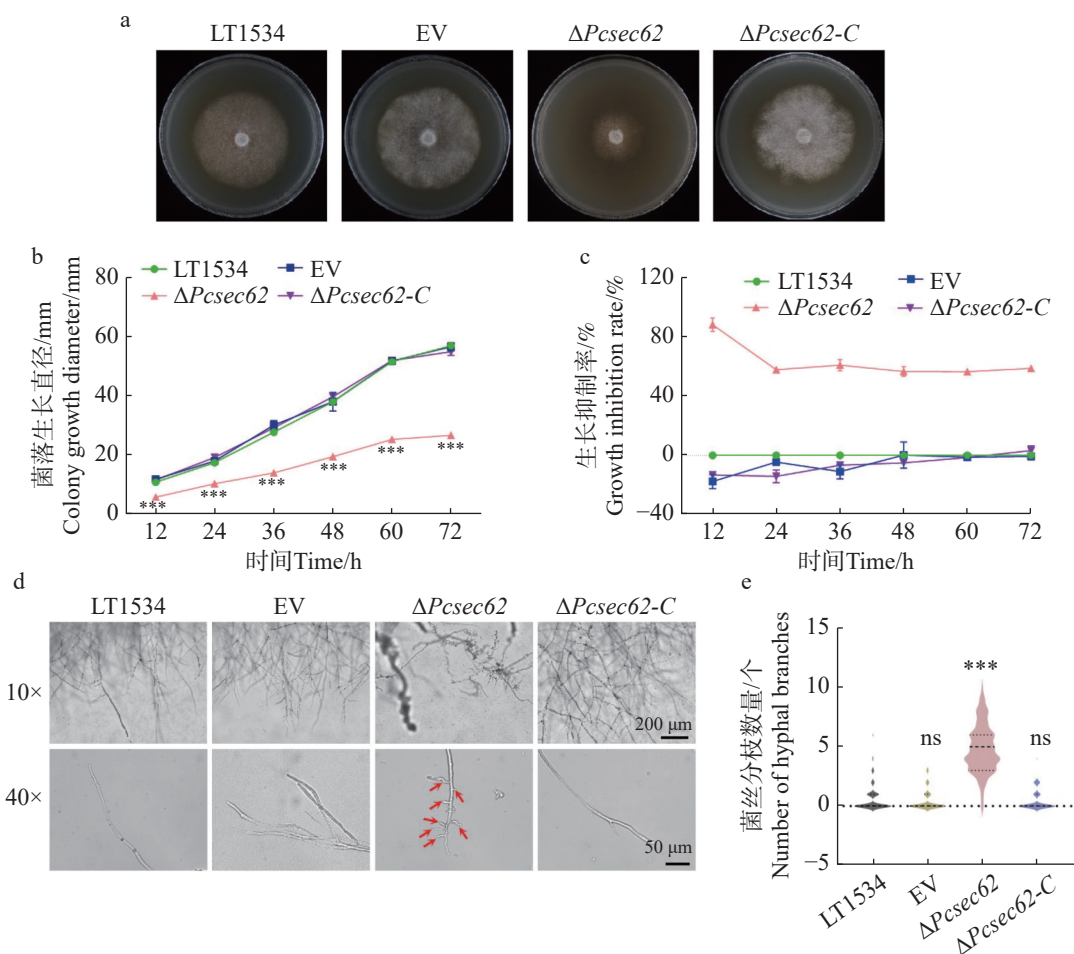 a
LT1534 EV ΔPcsec62 ΔPcsec62-C
b
LT1534 EV
ΔPcsec62 ΔPcsec62-C
菌落生长直径/mm
Colony growth diameter/mm
80
60
40
20
0
*** *** *** *** *** ***
12 24 36 48 60 72
时间Time/h
c
LT1534 EV
ΔPcsec62 ΔPcsec62-C
生长抑制率/%
Growth inhibition rate/%
120
80
40
0
−40
12 24 36 48 60 72
时间Time/h
d
LT1534 EV ΔPcsec62 ΔPcsec62-C
10×
200 μm
40×
50 μm
e
菌丝分枝数量/个
Number of hyphal branches
15
10
5
0
−5
ns *** ns
LT1534 EV ΔPcsec62 ΔPcsec62-C